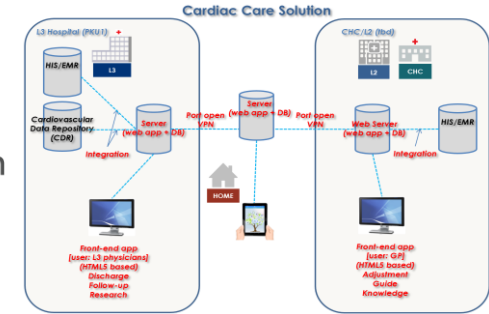 Cardiac Care Solution
L3 Hospital (PKU1)
HIS/EMR
L3
Cardiovascular
Data Repository
(CDR)
Server
(web app + DB)
Integration
Front-end app
[user: L3 physicians]
(HTML5 based)
Discharge
Follow-up
Research
n
Port open
VPN
Server
(web app + DB)
Port open
VPN
HOME
CHC/L2 (tbd)
L2
CHC
Web Server
(web app + DB)
HIS/EMR
Integration
Front-end app
[user: GP]
(HTML5 based)
Adjustment
Guide
Knowledge